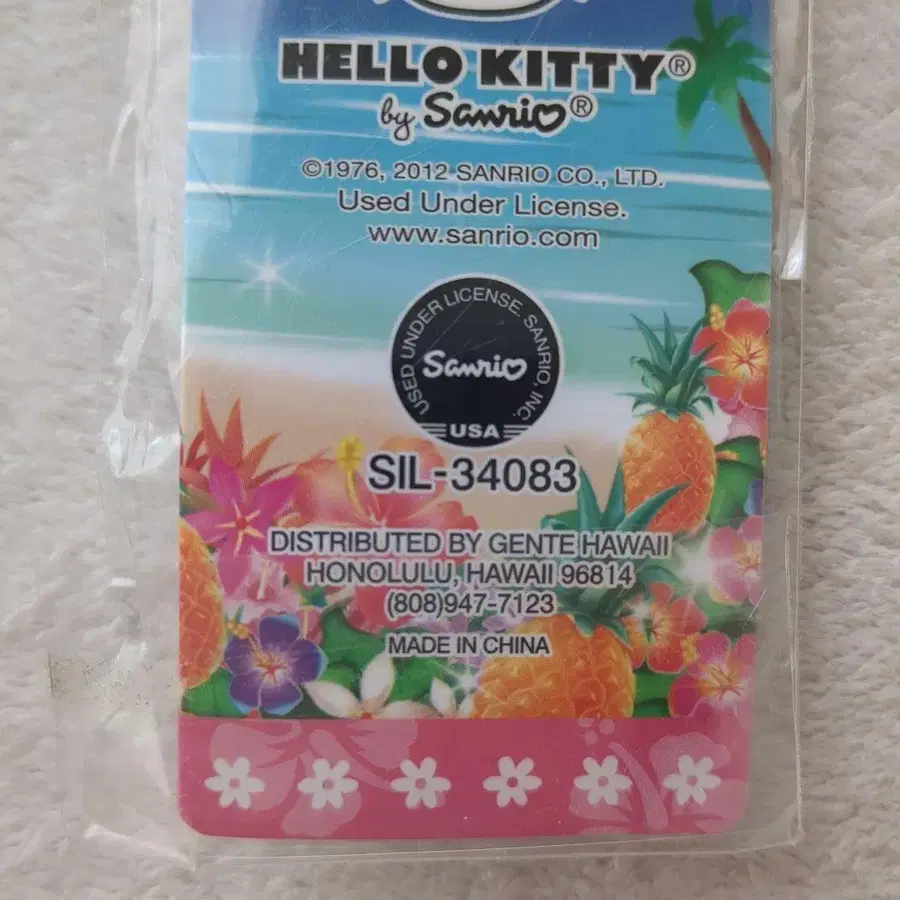 HELLO KITTY®
by Sanrio®
©1976, 2012 SANRIO CO., LTD.
Used Under License.
www.sanrio.com
USED UNDER LICENSE. SANRIO, INC.
Sanrio
USA
SIL-34083
DISTRIBUTED BY GENTE HAWAII
HONOLULU, HAWAII 96814
(808)947-7123
MADE IN CHINA